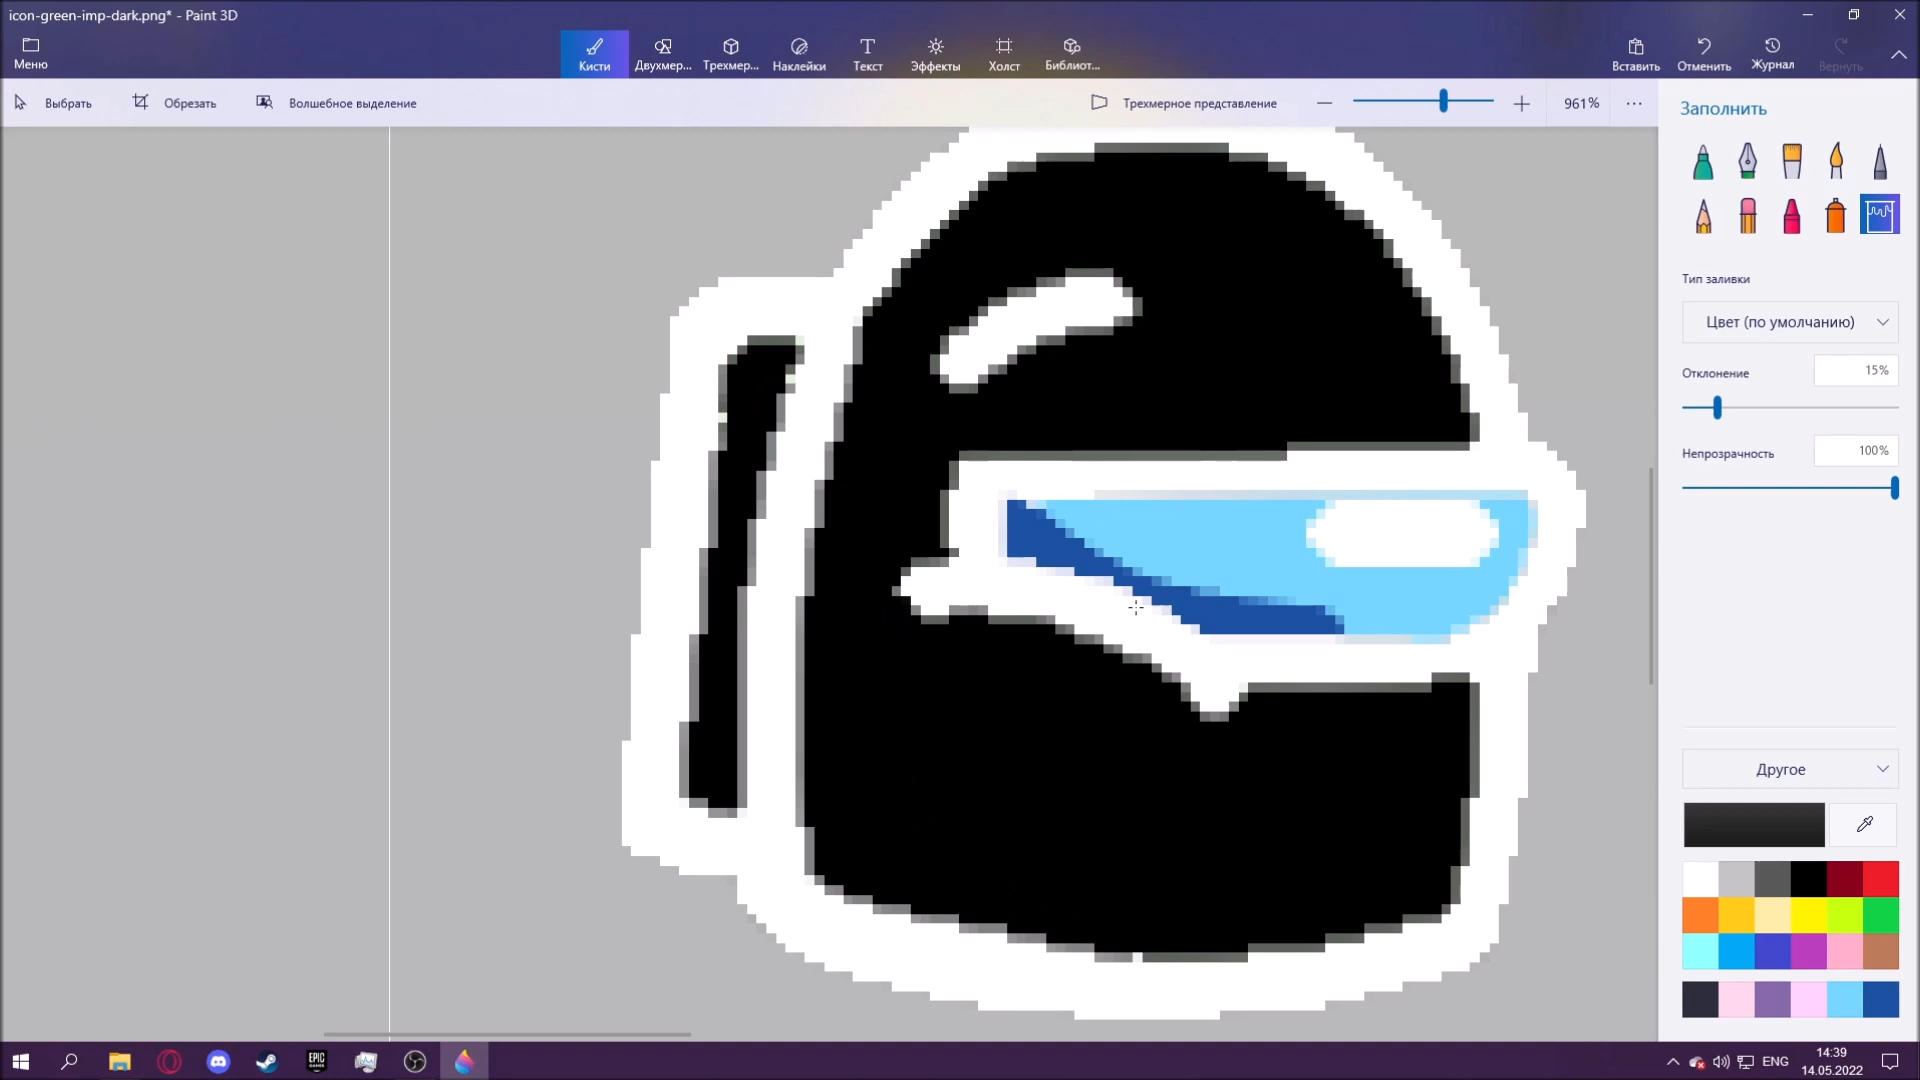 icon-green-imp-dark.png* - Paint 3D
Меню
Кисти
Двухмер...
Трехмер...
Наклейки
Текст
Эффекты
Холст
Библиот...
Вставить
Отменить
Журнал
Вернуть
Выбрать
Обрезать
Волшебное выделение
Трехмерное представление
961%
Заполнить
Тип заливки
Цвет (по умолчанию)
Отклонение
15%
Непрозрачность
100%
Другое
EPIC
GAMES
ENG
14:39
14.05.2022